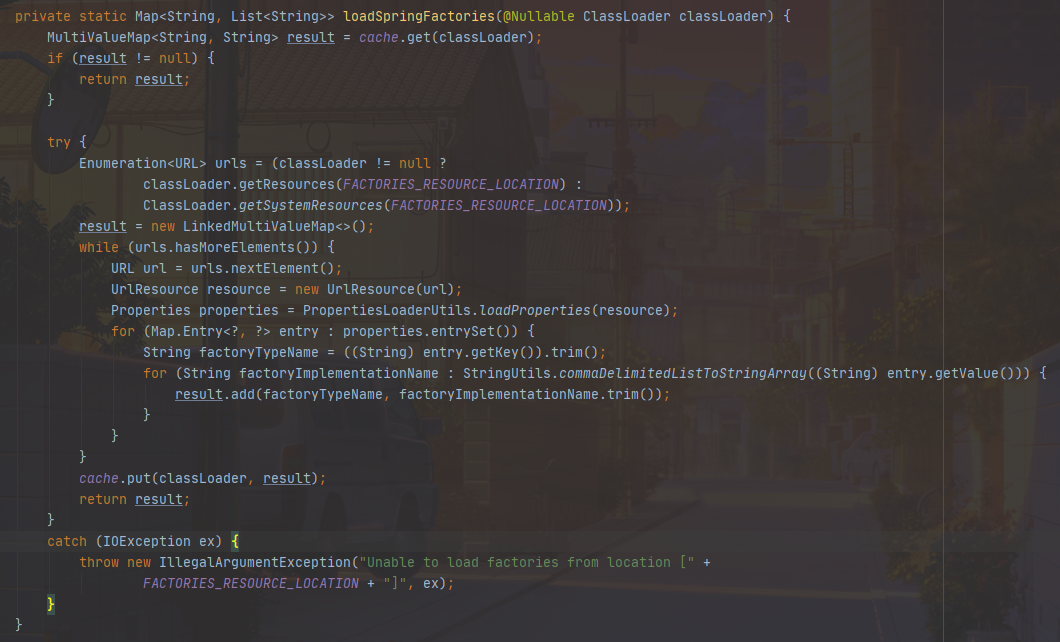 private static Map<String, List<String>> loadSpringFactories(@Nullable ClassLoader classLoader) {
    MultiValueMap<String, String> result = cache.get(classLoader);
    if (result != null) {
        return result;
    }

    try {
        Enumeration<URL> urls = (classLoader != null ?
                classLoader.getResources(FACTORIES_RESOURCE_LOCATION) :
                ClassLoader.getSystemResources(FACTORIES_RESOURCE_LOCATION));
        result = new LinkedMultiValueMap<>();
        while (urls.hasMoreElements()) {
            URL url = urls.nextElement();
            UrlResource resource = new UrlResource(url);
            Properties properties = PropertiesLoaderUtils.loadProperties(resource);
            for (Map.Entry<?, ?> entry : properties.entrySet()) {
                String factoryTypeName = ((String) entry.getKey()).trim();
                for (String factoryImplementationName : StringUtils.commaDelimitedListToStringArray((String) entry.getValue())) {
                    result.add(factoryTypeName, factoryImplementationName.trim());
                }
            }
        }
        cache.put(classLoader, result);
        return result;
    }
    catch (IOException ex) {
        throw new IllegalArgumentException("Unable to load factories from location [" +
                FACTORIES_RESOURCE_LOCATION + "]", ex);
    }
}